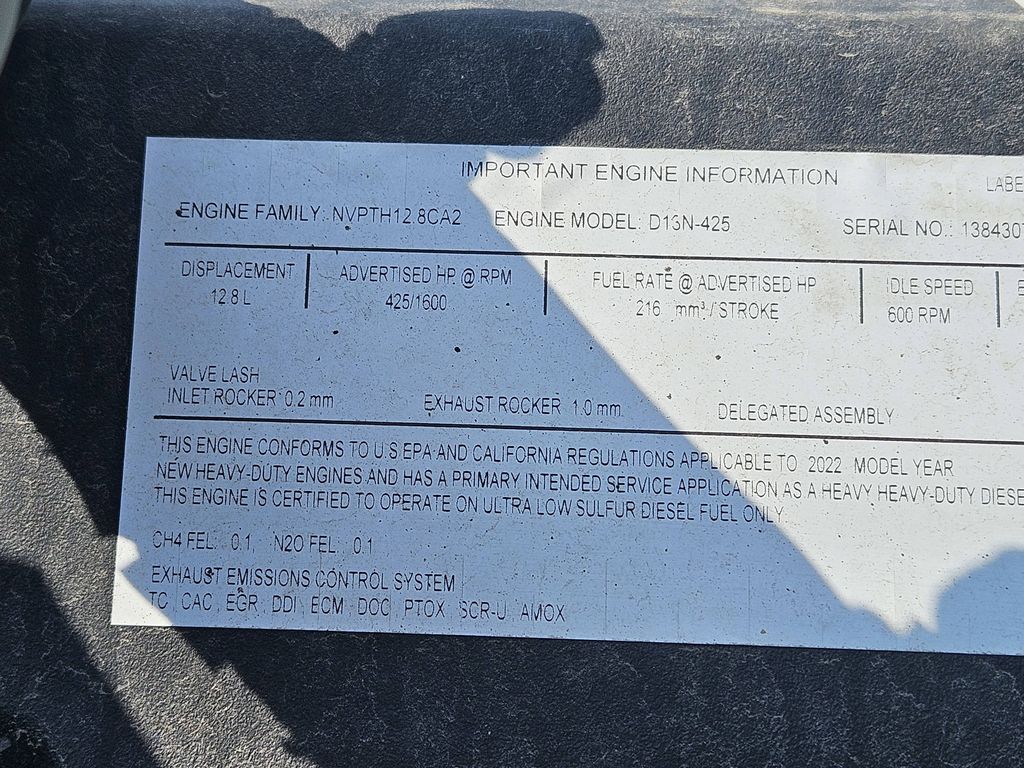 IMPORTANT ENGINE INFORMATION
LABE
ENGINE FAMILY: NVPTH12.8CA2 ENGINE MODEL: D13N-425 SERIAL NO.: 138430
DISPLACEMENT ADVERTISED HP @ RPM FUEL RATE @ ADVERTISED HP IDLE SPEED
12.8 L 425/1600 216 mm³ / STROKE 600 RPM
VALVE LASH
INLET ROCKER 0.2 mm EXHAUST ROCKER 1.0 mm DELEGATED ASSEMBLY
THIS ENGINE CONFORMS TO U.S EPA AND CALIFORNIA REGULATIONS APPLICABLE TO 2022 MODEL YEAR
NEW HEAVY-DUTY ENGINES AND HAS A PRIMARY INTENDED SERVICE APPLICATION AS A HEAVY HEAVY-DUTY DIESE
THIS ENGINE IS CERTIFIED TO OPERATE ON ULTRA LOW SULFUR DIESEL FUEL ONLY
CH4 FEL: 0.1, N2O FEL: 0.1
EXHAUST EMISSIONS CONTROL SYSTEM
TC, CAC, EGR, DDI, ECM, DOC, PTOX, SCR-U, AMOX